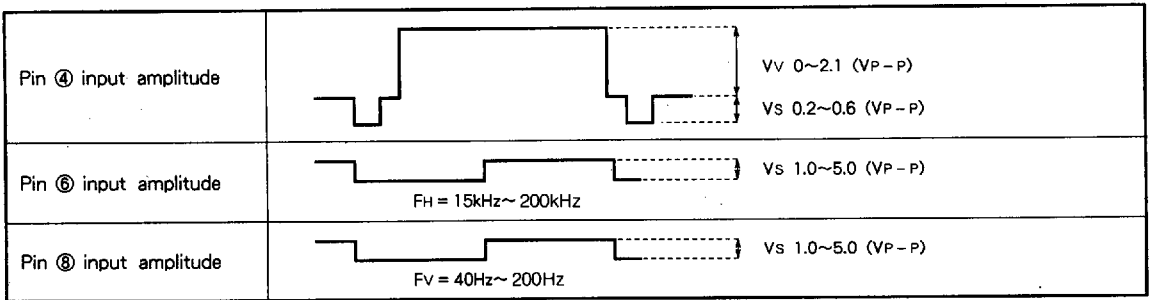 Pin ④ input amplitude
VV 0~2.1 (VP-P)
VS 0.2~0.6 (VP-P)
Pin ⑥ input amplitude
VS 1.0~5.0 (VP-P)
FH = 15kHz~200kHz
Pin ⑧ input amplitude
VS 1.0~5.0 (VP-P)
FV = 40Hz~200Hz